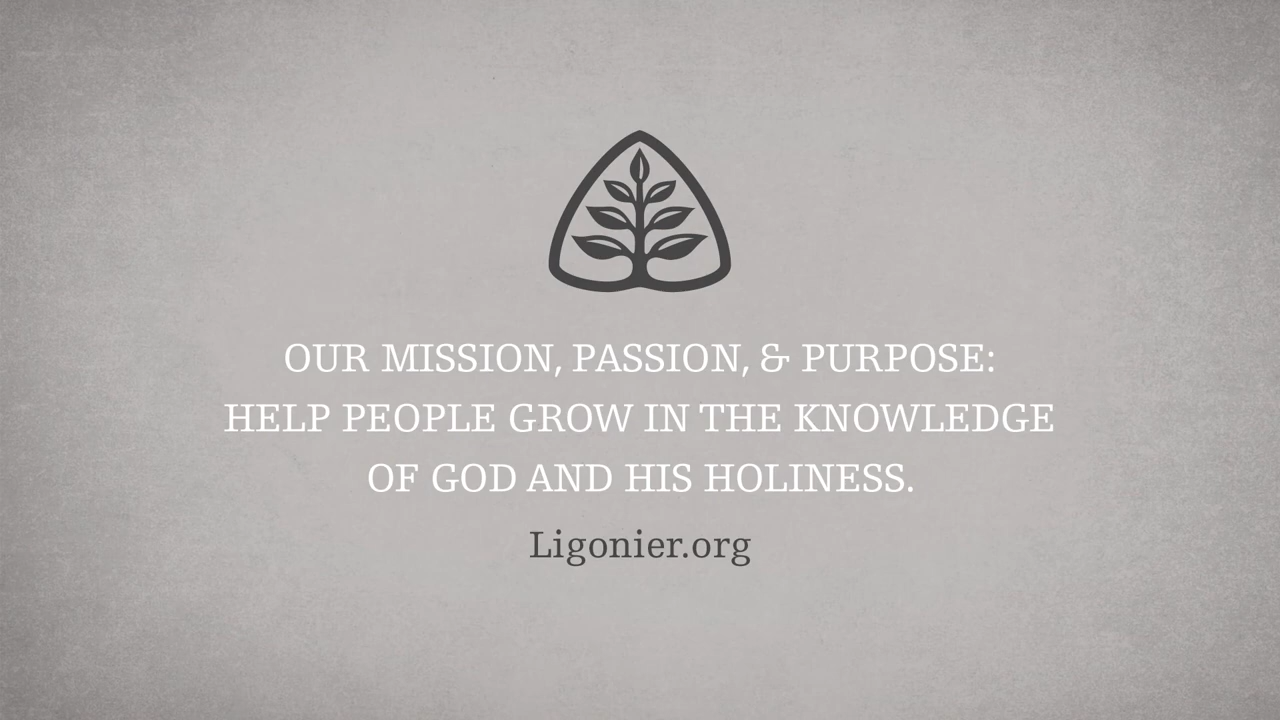 OUR MISSION, PASSION, & PURPOSE:
HELP PEOPLE GROW IN THE KNOWLEDGE
OF GOD AND HIS HOLINESS.
Ligonier.org